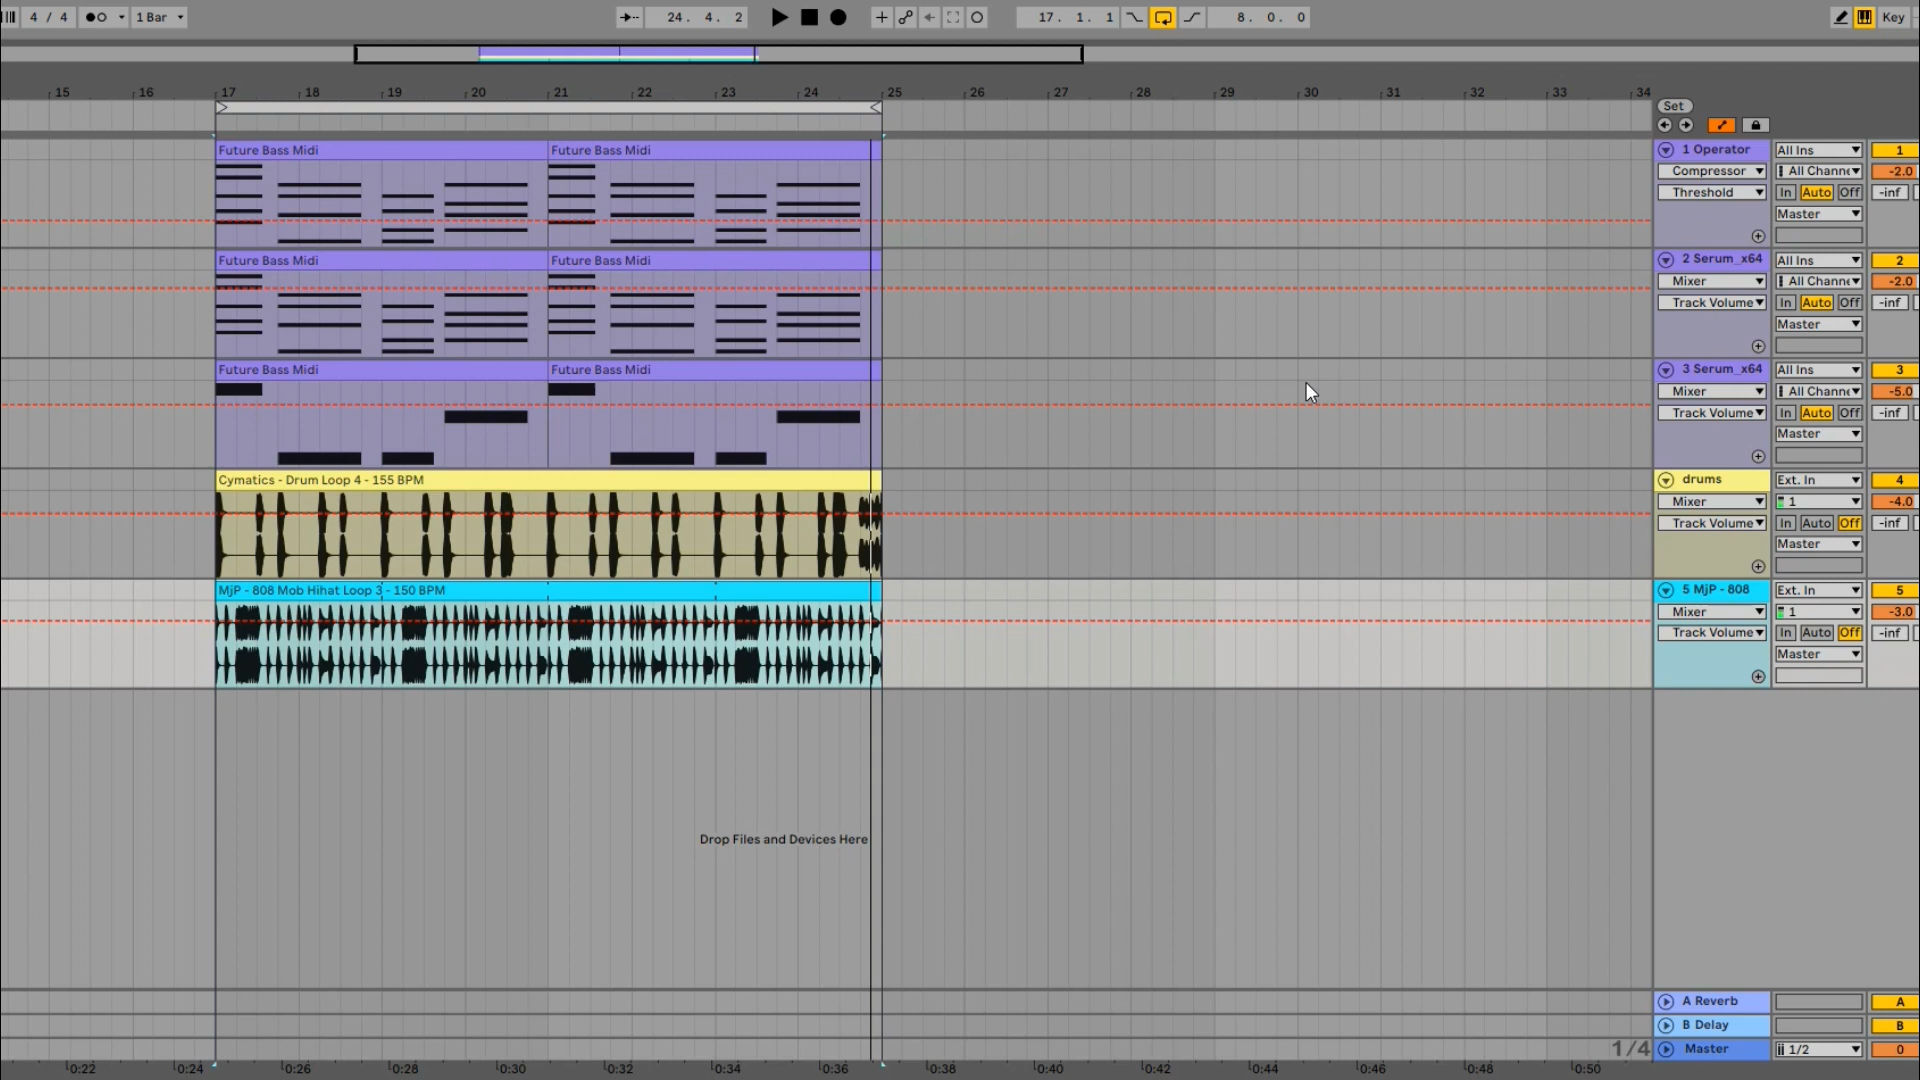 4 / 4 1 Bar 24. 4. 2 17. 1. 1 8. 0. 0 Key
15 16 17 18 19 20 21 22 23 24 25 26 27 28 29 30 31 32 33 34
Set
Future Bass Midi Future Bass Midi 1 Operator All Ins 1
Compressor All Channe -2.0
Threshold In Auto Off -inf
Master
Future Bass Midi Future Bass Midi 2 Serum_x64 All Ins 2
Mixer All Channe -2.0
Track Volume In Auto Off -inf
Master
Future Bass Midi Future Bass Midi 3 Serum_x64 All Ins 3
Mixer All Channe -5.0
Track Volume In Auto Off -inf
Master
Cymatics - Drum Loop 4 - 155 BPM drums Ext. In 4
Mixer 1 -4.0
Track Volume In Auto Off -inf
Master
MjP - 808 Mob Hihat Loop 3 - 150 BPM 5 MjP - 808 Ext. In 5
Mixer 1 -3.0
Track Volume In Auto Off -inf
Master
Drop Files and Devices Here
A Reverb A
B Delay B
1/4 Master 1/2 0
0:22 0:24 0:26 0:28 0:30 0:32 0:34 0:36 0:38 0:40 0:42 0:44 0:46 0:48 0:50